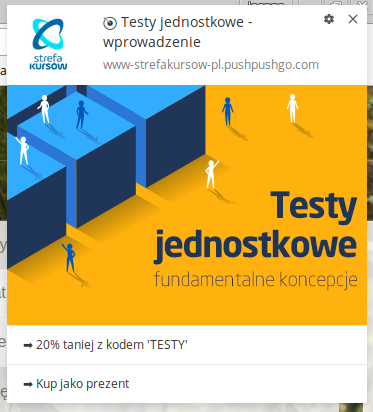 strefa
KURSÓW
Testy jednostkowe -
wprowadzenie
www-strefakursow-pl.pushpushgo.com
Testy
jednostkowe
fundamentalne koncepcje
➡ 20% taniej z kodem 'TESTY'
➡ Kup jako prezent